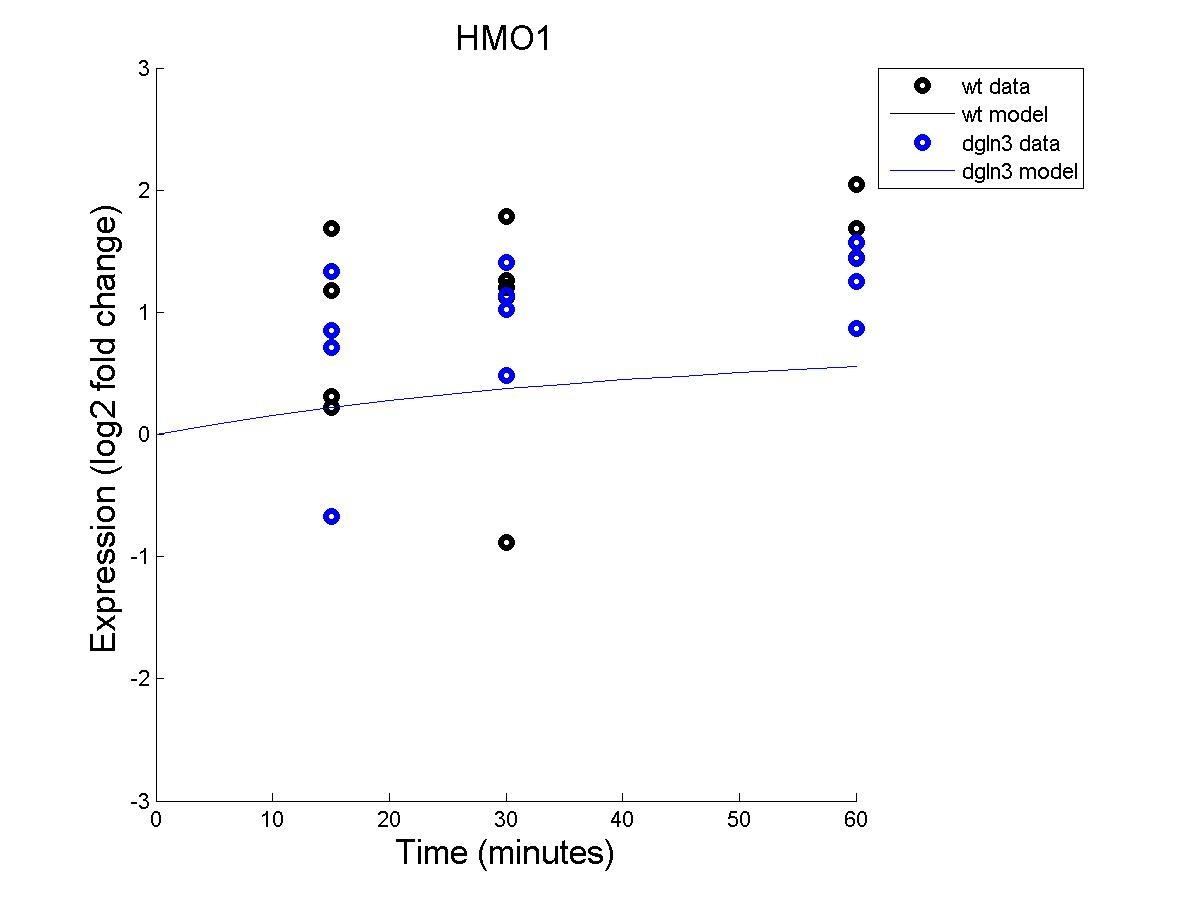 HMO1
wt data
wt model
dgln3 data
dgln3 model
Expression (log2 fold change)
3
2
1
0
-1
-2
-3
0 10 20 30 40 50 60
Time (minutes)